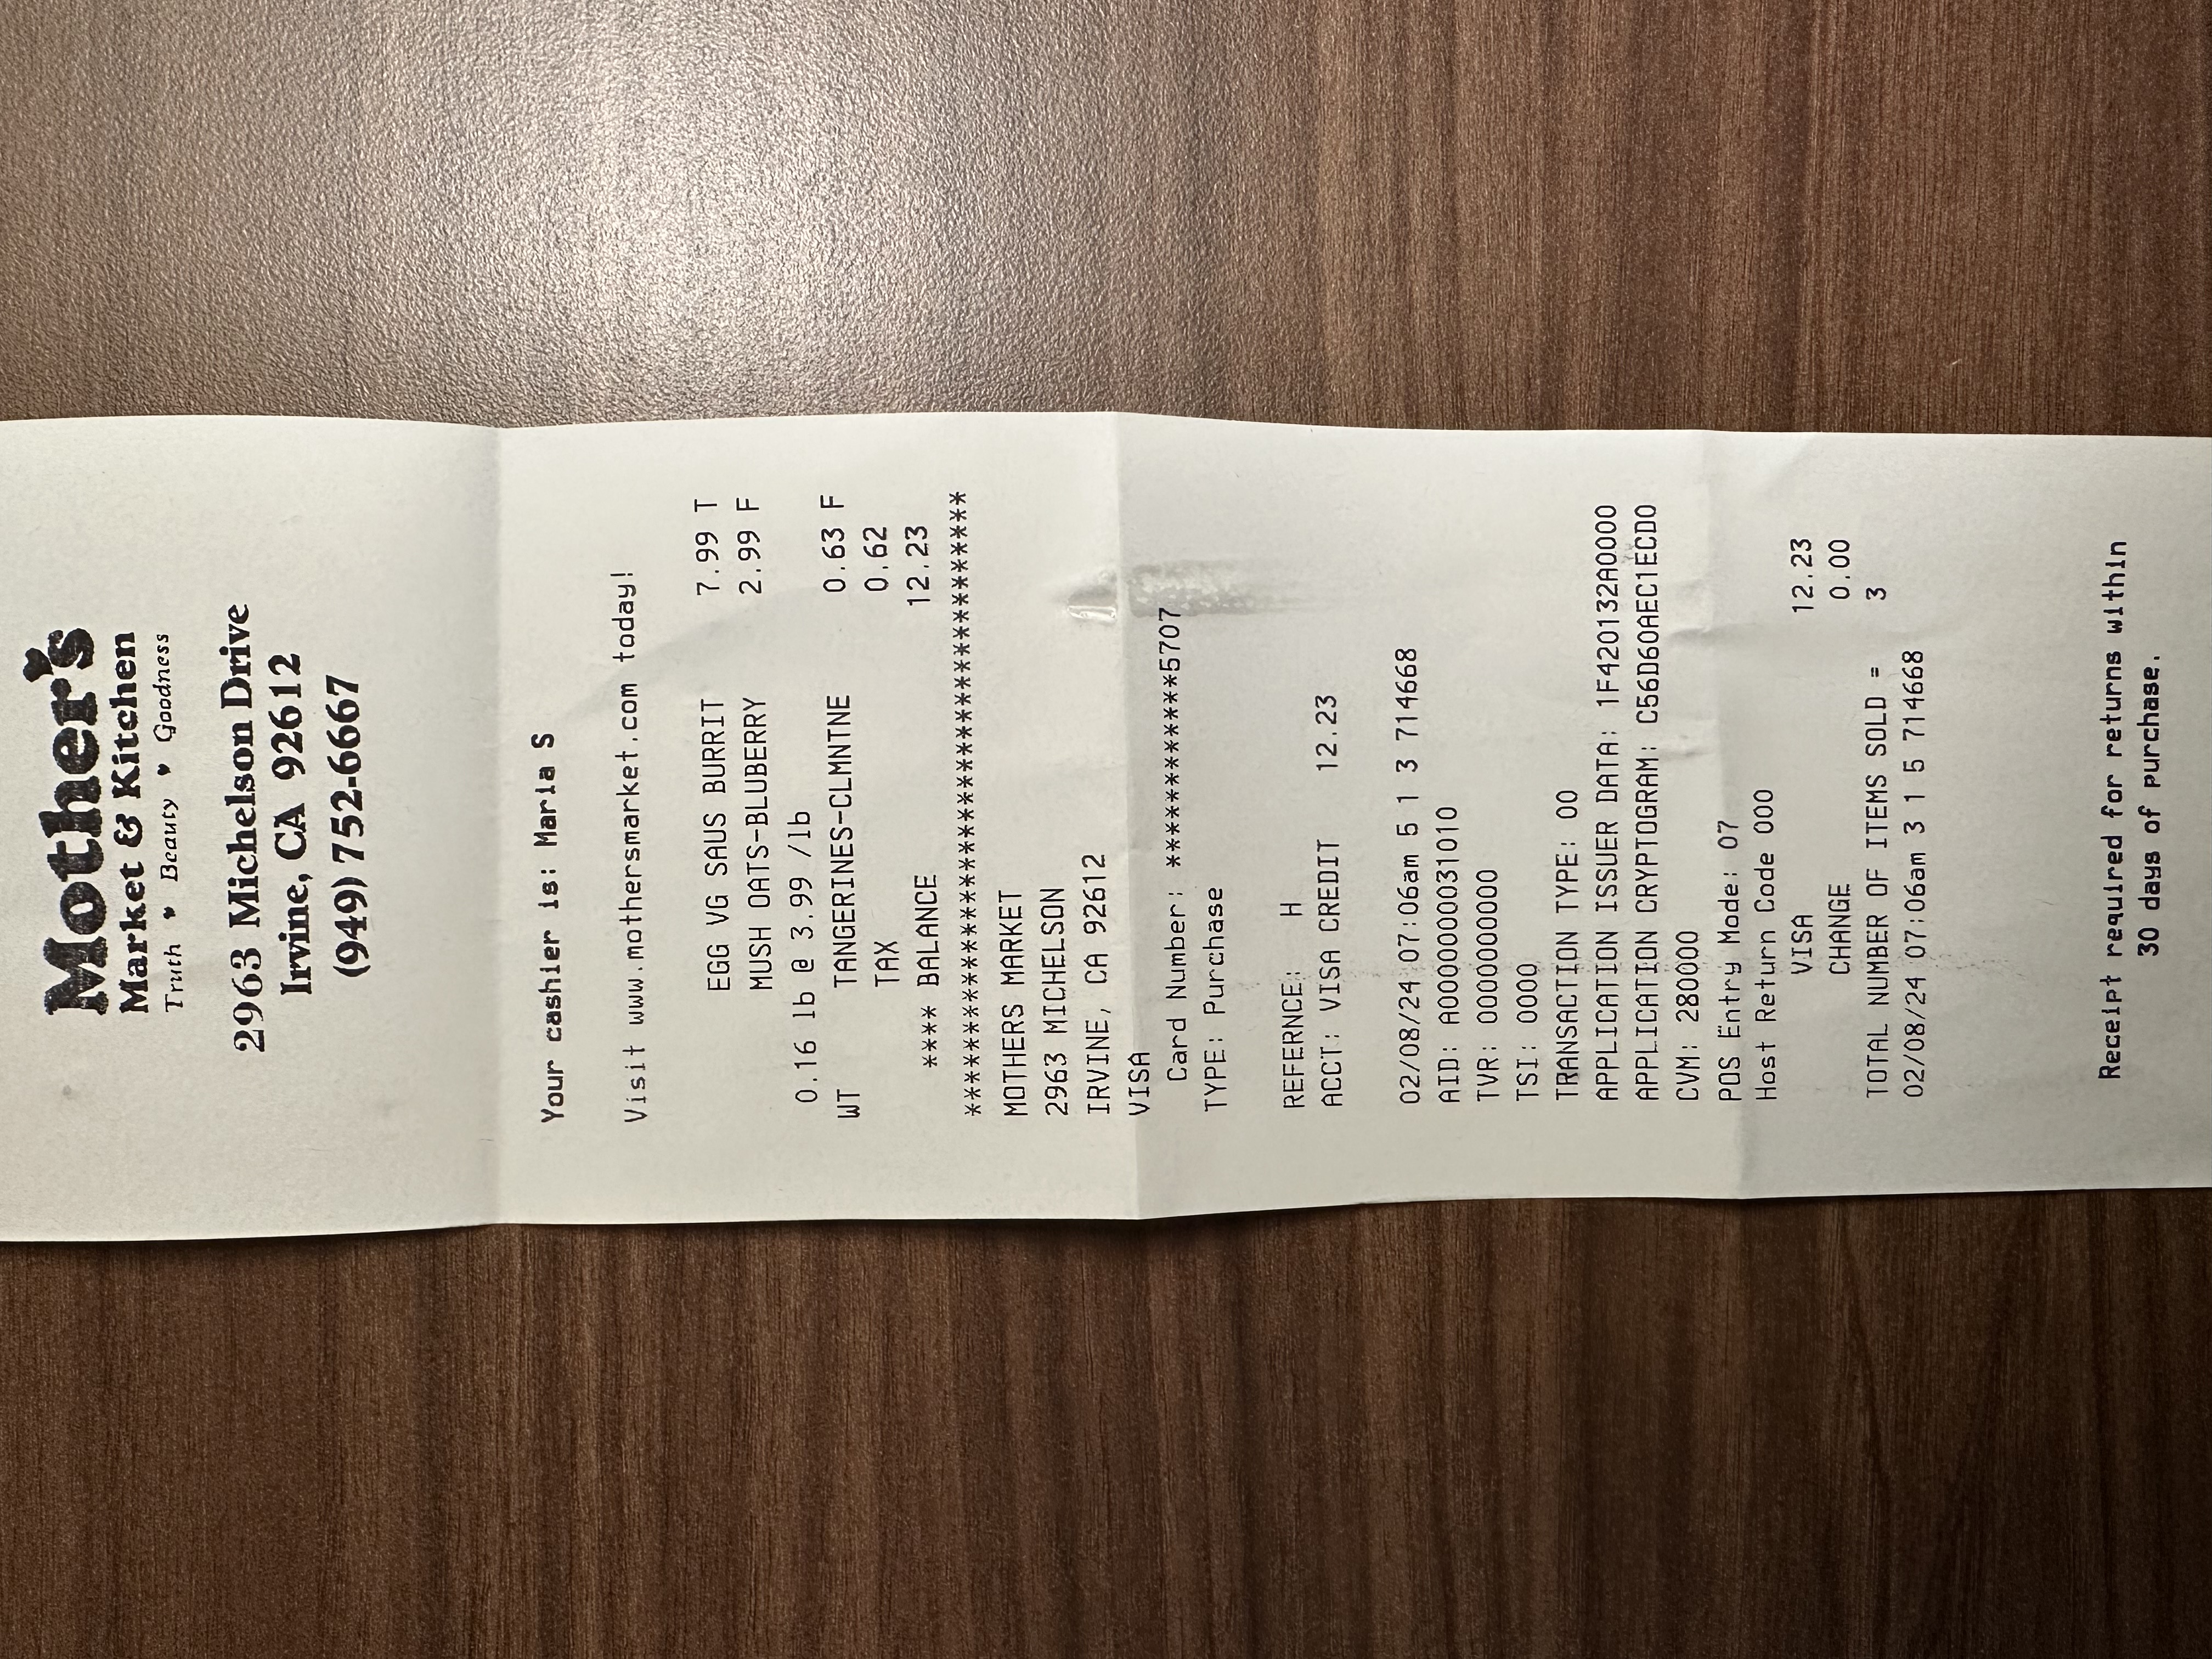 Mother's
Market & Kitchen
Truth ♥ Beauty ♥ Goodness
2963 Michelson Drive
Irvine, CA 92612
(949) 752-6667
Your cashier is: Maria S
Visit www.mothersmarket.com today!
EGG VG SAUS BURRIT 7.99 T
MUSH OATS-BLUBERRY 2.99 F
0.16 lb @ 3.99 /lb
WT TANGERINES-CLMNTNE 0.63 F
TAX 0.62
**** BALANCE 12.23
***************************************
MOTHERS MARKET
2963 MICHELSON
IRVINE, CA 92612
VISA
Card Number: ************5707
TYPE: Purchase
REFERNCE: H
ACCT: VISA CREDIT 12.23
02/08/24 07:06am 5 1 3 714668
AID: A0000000031010
TVR: 0000000000
TSI: 0000
TRANSACTION TYPE: 00
APPLICATION ISSUER DATA: 1F420132A0000
APPLICATION CRYPTOGRAM: C56D60AEC1ECD0
CVM: 280000
POS Entry Mode: 07
Host Return Code 000
VISA 12.23
CHANGE 0.00
TOTAL NUMBER OF ITEMS SOLD = 3
02/08/24 07:06am 3 1 5 714668
Receipt required for returns within
30 days of purchase.